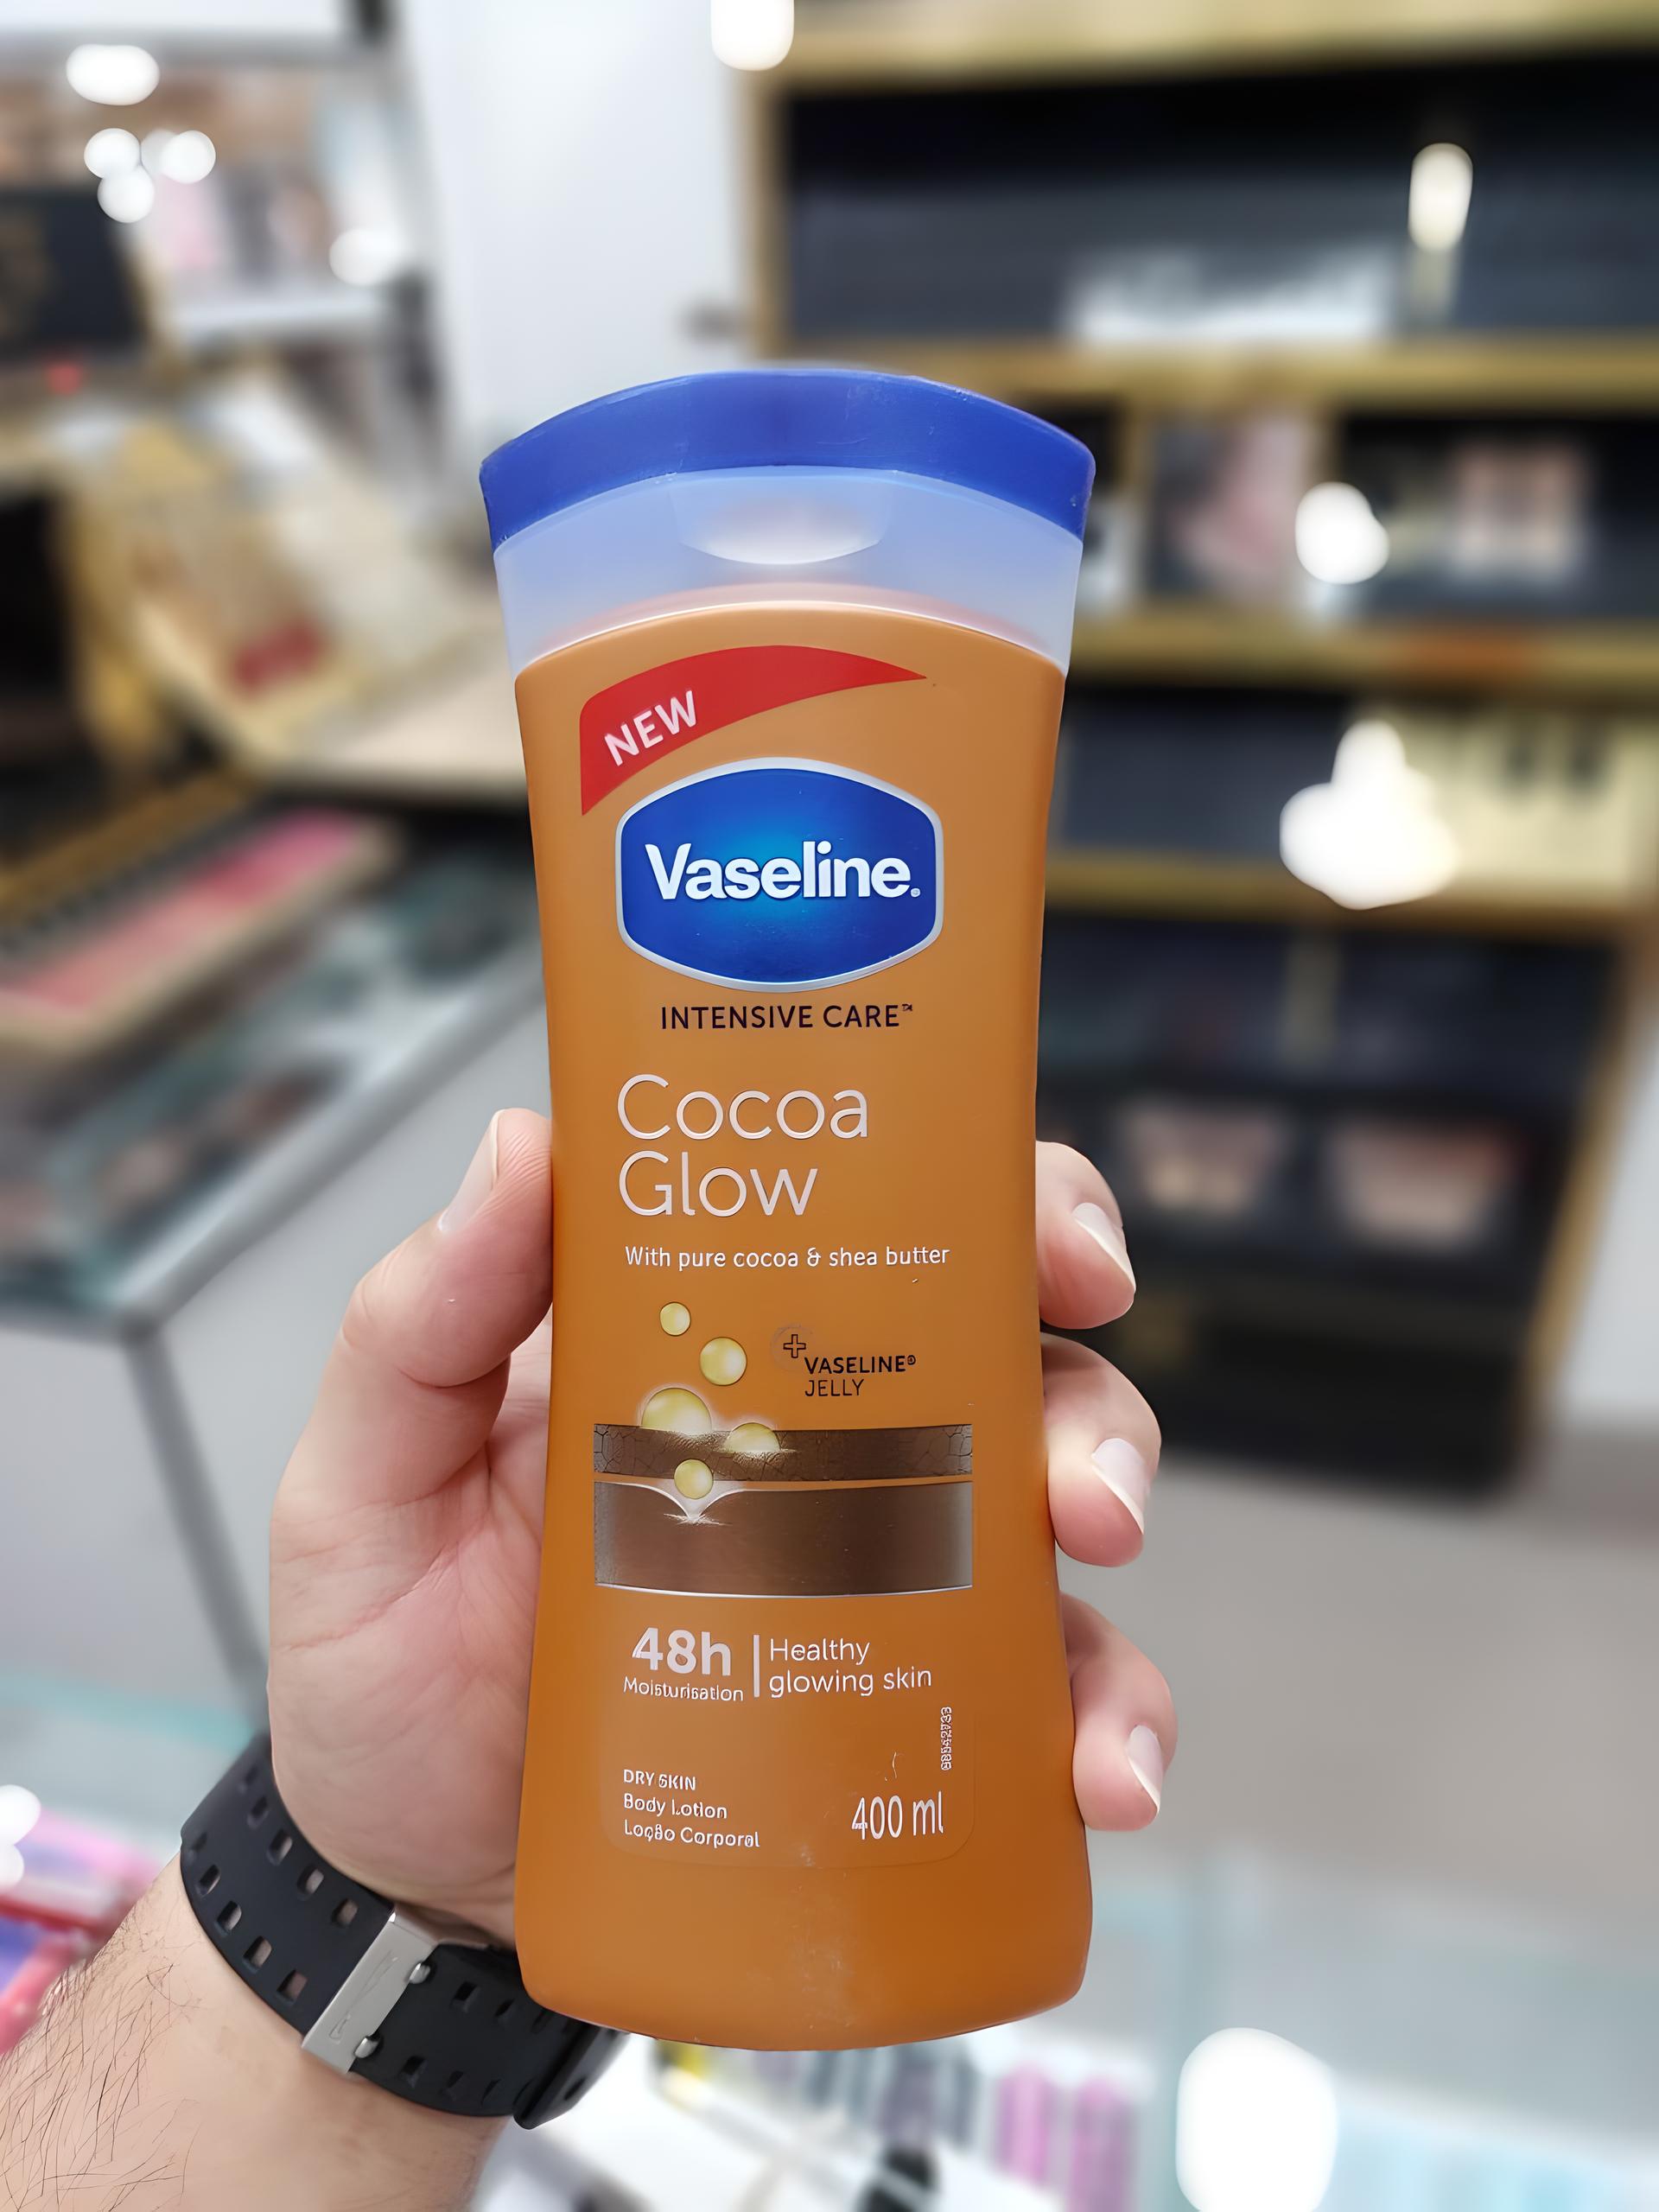 NEW
Vaseline.
INTENSIVE CARE™
Cocoa
Glow
With pure cocoa & shea butter
VASELINE®
JELLY
48h
Moisturisation
Healthy
glowing skin
DRY SKIN
Body Lotion
Loção Corporal
400 ml